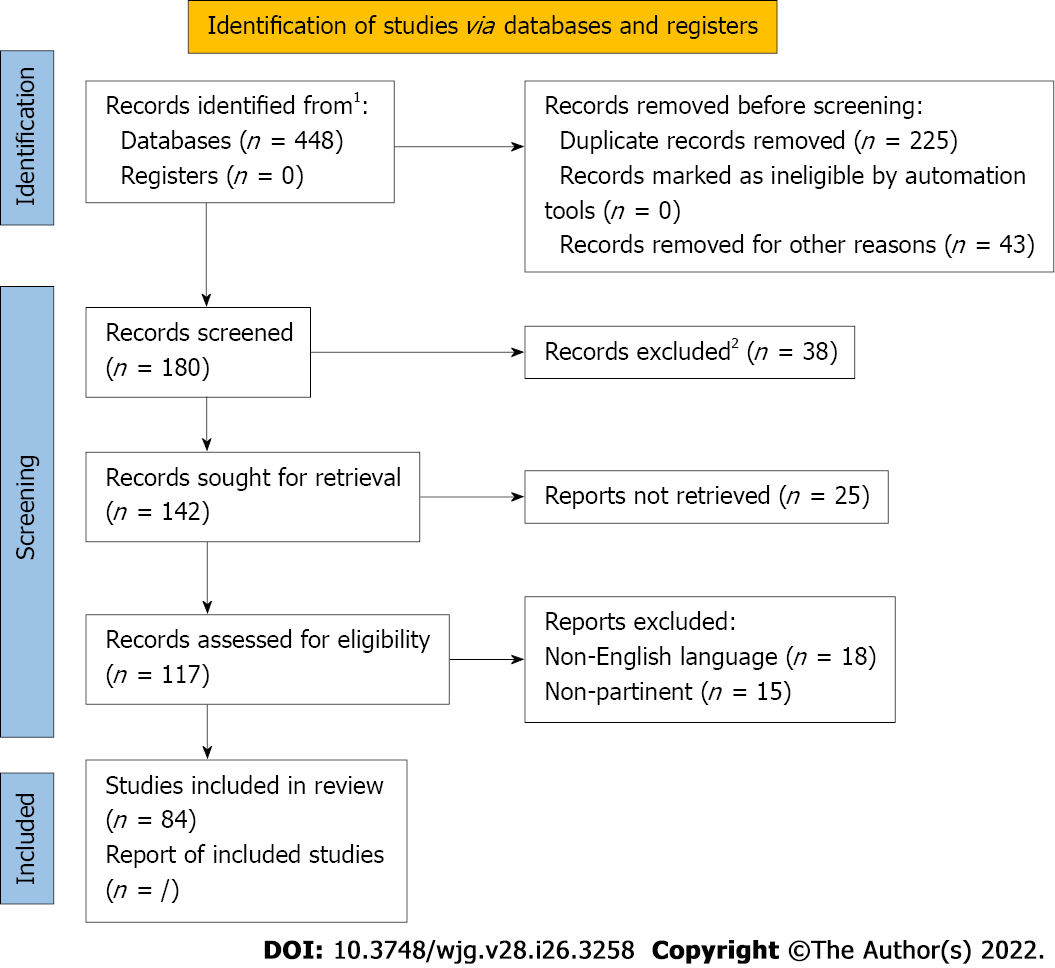 Identification of studies via databases and registers
Identification
Records identified from¹:
Databases (n = 448)
Registers (n = 0)
Records removed before screening:
Duplicate records removed (n = 225)
Records marked as ineligible by automation
tools (n = 0)
Records removed for other reasons (n = 43)
Screening
Records screened
(n = 180)
Records excluded² (n = 38)
Records sought for retrieval
(n = 142)
Reports not retrieved (n = 25)
Records assessed for eligibility
(n = 117)
Reports excluded:
Non-English language (n = 18)
Non-partinent (n = 15)
Included
Studies included in review
(n = 84)
Report of included studies
(n = /)
DOI: 10.3748/wjg.v28.i26.3258 Copyright ©The Author(s) 2022.